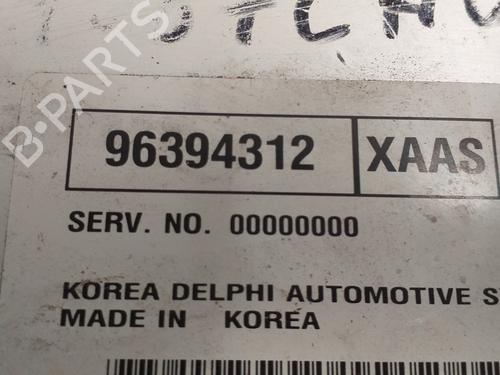 B-PARTS
96394312 XAAS
SERV. NO. 00000000
KOREA DELPHI AUTOMOTIVE
MADE IN KOREA